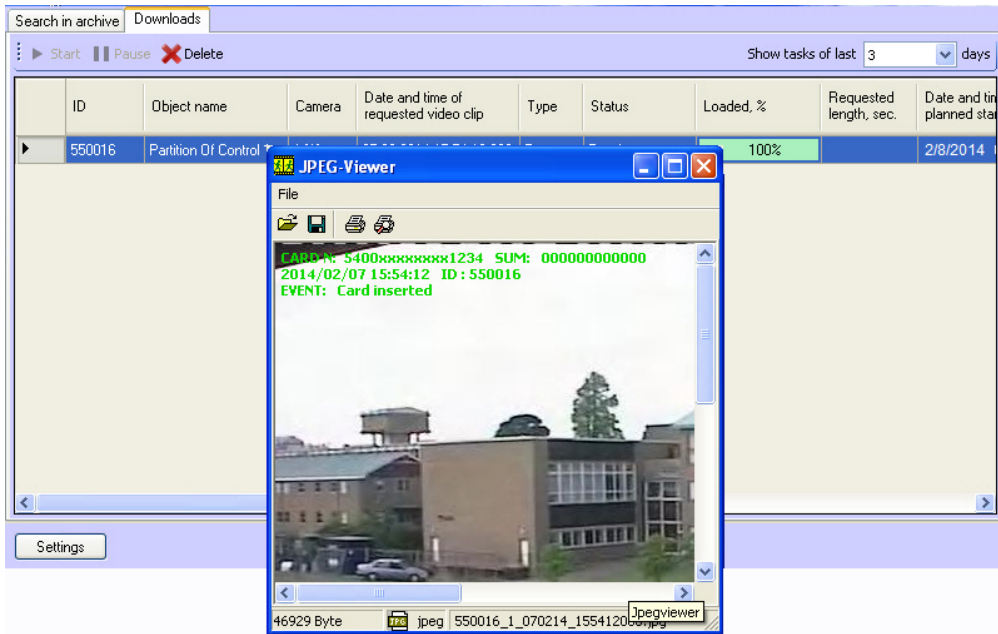 Search in archive Downloads
Start Pause Delete Show tasks of last 3 days
ID Object name Camera Date and time of requested video clip Type Status Loaded, % Requested length, sec. Date and
550016 Partition Of Control 100% 2/8/2014
JPEG-Viewer
File
CARD N: 5400xxxxxxxx1234 SUM: 000000000000
2014/02/07 15:54:12 ID : 550016
EVENT: Card inserted
Settings
46929 Byte jpeg 550016_1_070214_
Jpegviewer